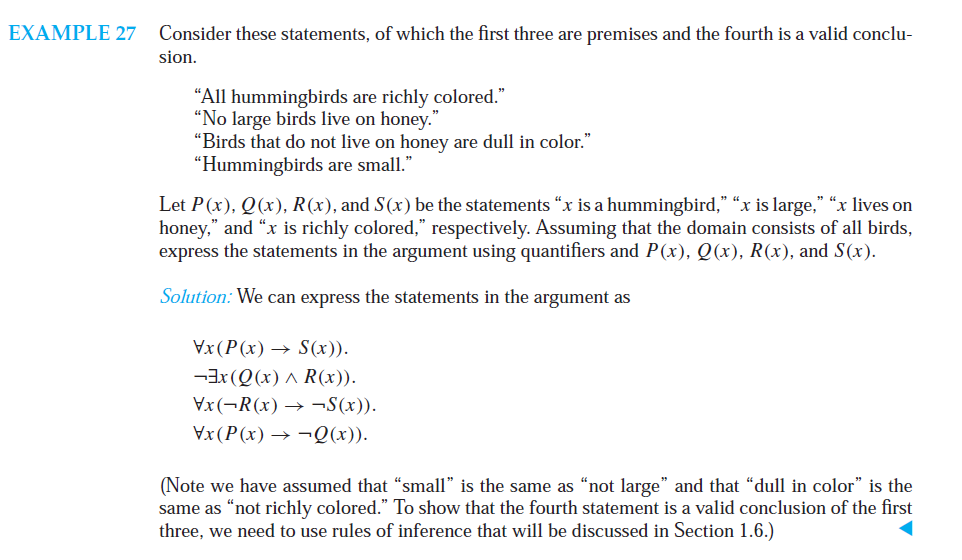 EXAMPLE 27 Consider these statements, of which the first three are premises and the fourth is a valid conclu-
sion.
“All hummingbirds are richly colored.”
“No large birds live on honey.”
“Birds that do not live on honey are dull in color.”
“Hummingbirds are small.”
Let P(x), Q(x), R(x), and S(x) be the statements “x is a hummingbird,” “x is large,” “x lives on
honey,” and “x is richly colored,” respectively. Assuming that the domain consists of all birds,
express the statements in the argument using quantifiers and P(x), Q(x), R(x), and S(x).
Solution: We can express the statements in the argument as
∀x(P(x) → S(x)).
¬∃x(Q(x) ∧ R(x)).
∀x(¬R(x) → ¬S(x)).
∀x(P(x) → ¬Q(x)).
(Note we have assumed that “small” is the same as “not large” and that “dull in color” is the
same as “not richly colored.” To show that the fourth statement is a valid conclusion of the first
three, we need to use rules of inference that will be discussed in Section 1.6.)